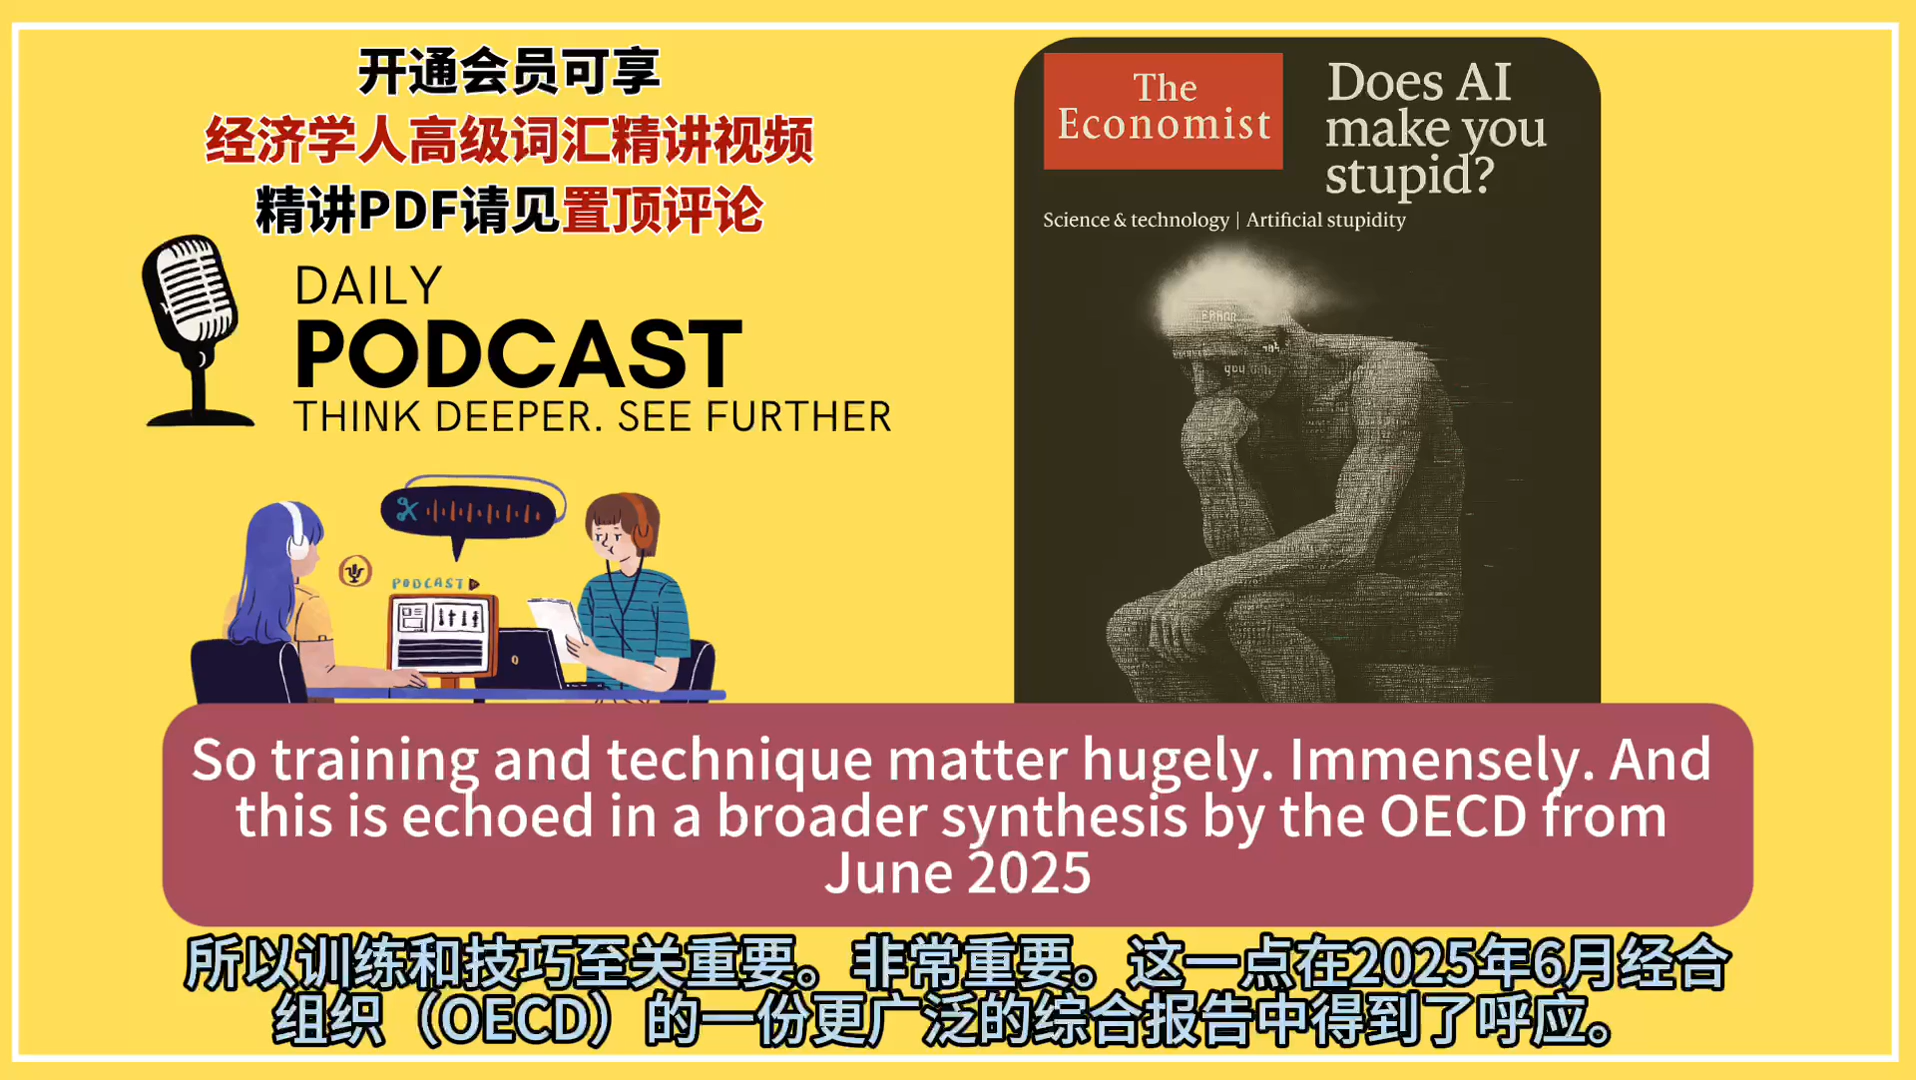 开通会员可享
经济学人高级词汇精讲视频
精讲PDF请见置顶评论
DAILY
PODCAST
THINK DEEPER. SEE FURTHER
PODCAST
The
Economist
Does AI
make you
stupid?
Science & technology | Artificial stupidity
ERROR
So training and technique matter hugely. Immensely. And
this is echoed in a broader synthesis by the OECD from
June 2025
所以训练和技巧至关重要。非常重要。这一点在2025年6月经合
组织（OECD）的一份更广泛的综合报告中得到了呼应。